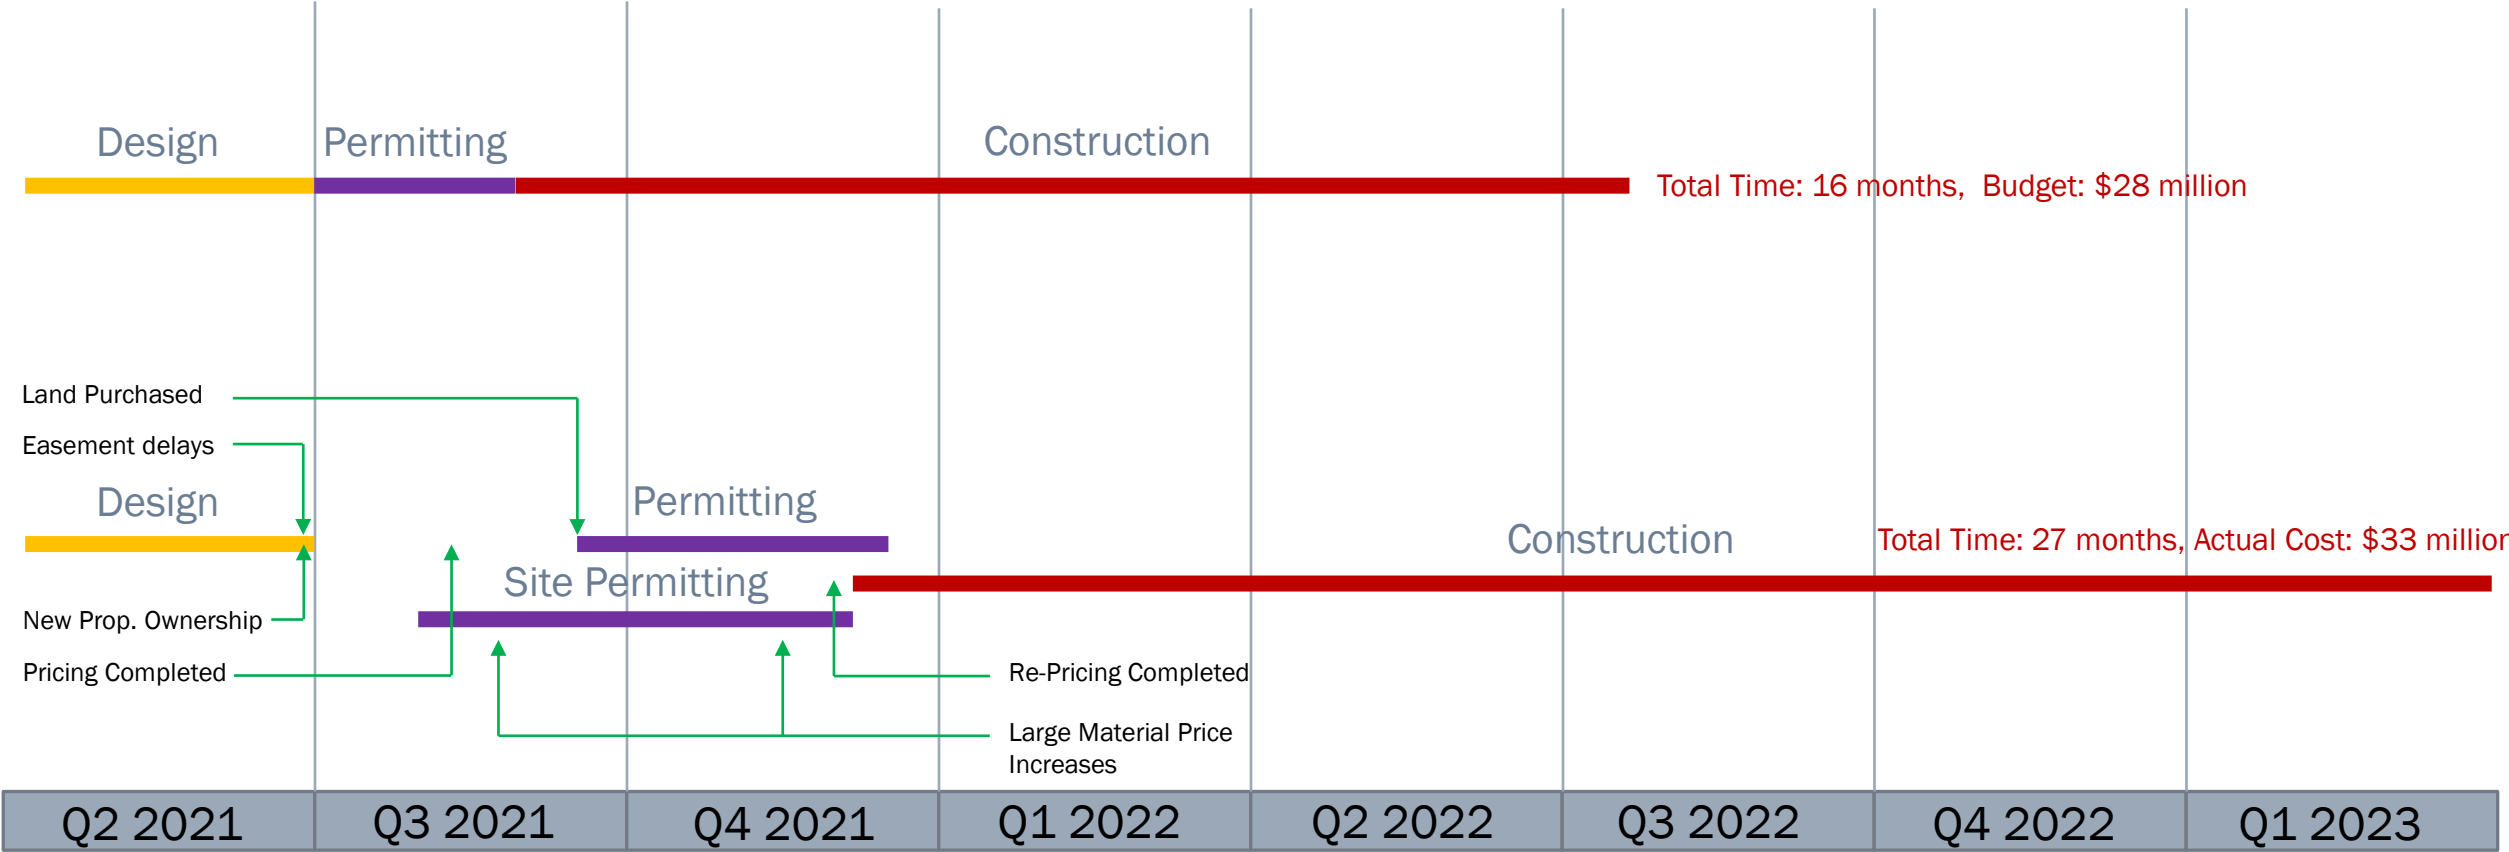 Design
Permitting
Construction
Total Time: 16 months, Budget: $28 million
Land Purchased
Easement delays
Design
Permitting
Construction
Total Time: 27 months, Actual Cost: $33 million
Site Permitting
New Prop. Ownership
Pricing Completed
Re-Pricing Completed
Large Material Price
Increases
Q2 2021
Q3 2021
Q4 2021
Q1 2022
Q2 2022
Q3 2022
Q4 2022
Q1 2023